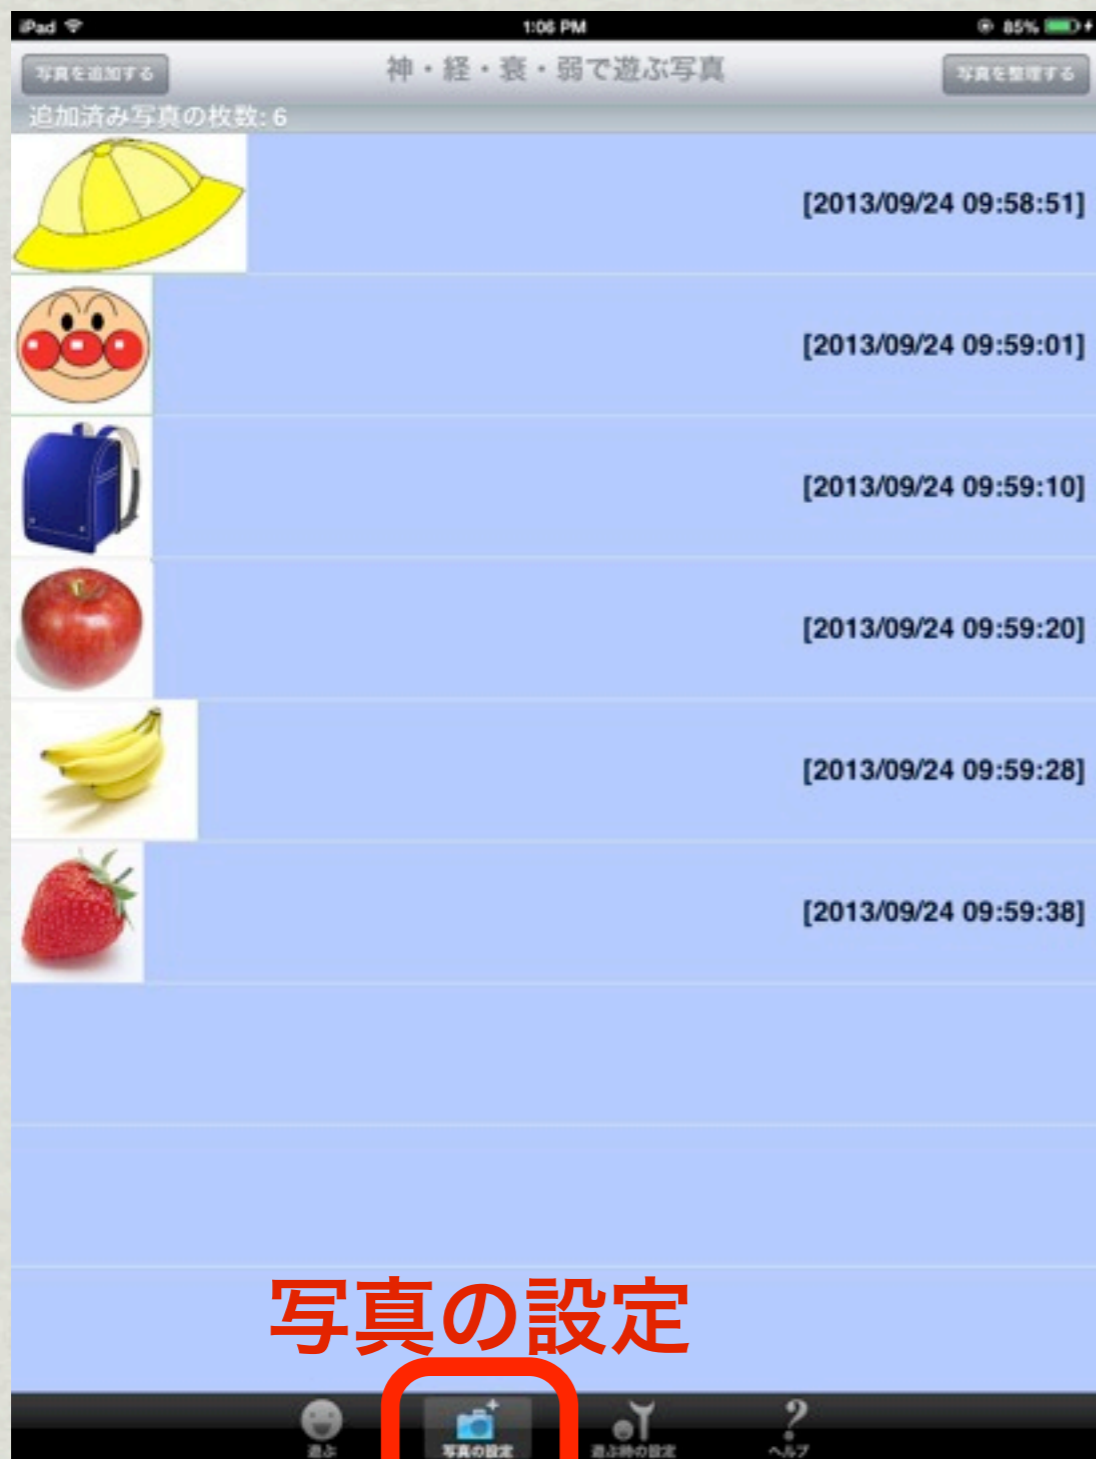 iPad 1:06 PM 85%
写真を追加する 神・経・衰・弱で遊ぶ写真 写真を整理する
追加済み写真の枚数: 6
[2013/09/24 09:58:51]
[2013/09/24 09:59:01]
[2013/09/24 09:59:10]
[2013/09/24 09:59:20]
[2013/09/24 09:59:28]
[2013/09/24 09:59:38]
写真の設定
遊ぶ 写真の設定 遊ぶ時の設定 ヘルプ